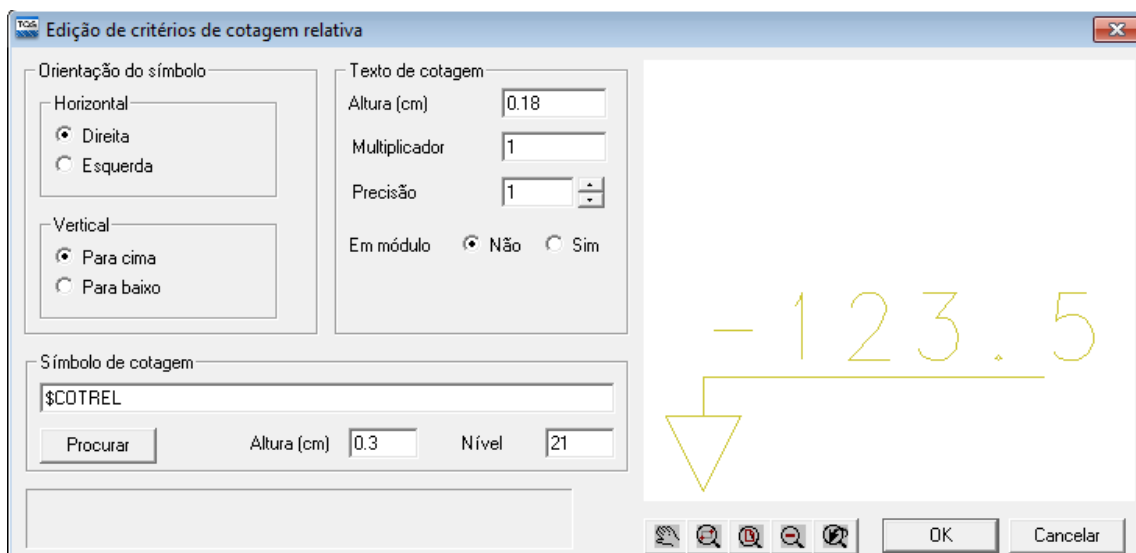 TQS Edição de critérios de cotagem relativa
Orientação do símbolo
Horizontal
Direita
Esquerda
Vertical
Para cima
Para baixo
Texto de cotagem
Altura (cm) 0.18
Multiplicador 1
Precisão 1
Em módulo Não Sim
Símbolo de cotagem
$COTREL
Procurar Altura (cm) 0.3 Nível 21
-123.5
OK Cancelar